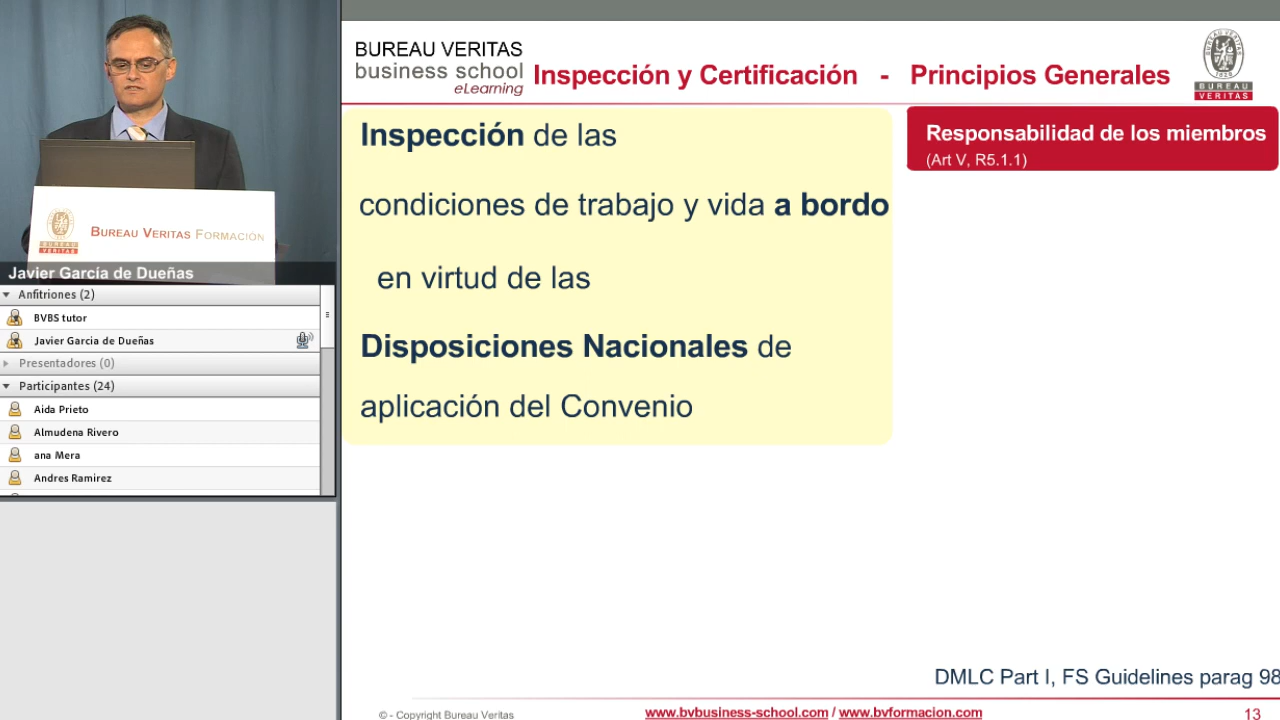 BUREAU VERITAS
business school
eLearning
Inspección y Certificación - Principios Generales
BUREAU
VERITAS
Inspección de las
condiciones de trabajo y vida a bordo
en virtud de las
Disposiciones Nacionales de
aplicación del Convenio
Responsabilidad de los miembros
(Art V, R5.1.1)
BUREAU
VERITAS
BUREAU VERITAS FORMACIÓN
Javier García de Dueñas
Anfitriones (2)
BVBS tutor
Javier Garcia de Dueñas
Presentadores (0)
Participantes (24)
Aida Prieto
Almudena Rivero
ana Mera
Andres Ramirez
DMLC Part I, FS Guidelines parag 98
© - Copyright Bureau Veritas
www.bvbusiness-school.com / www.bvformacion.com
13